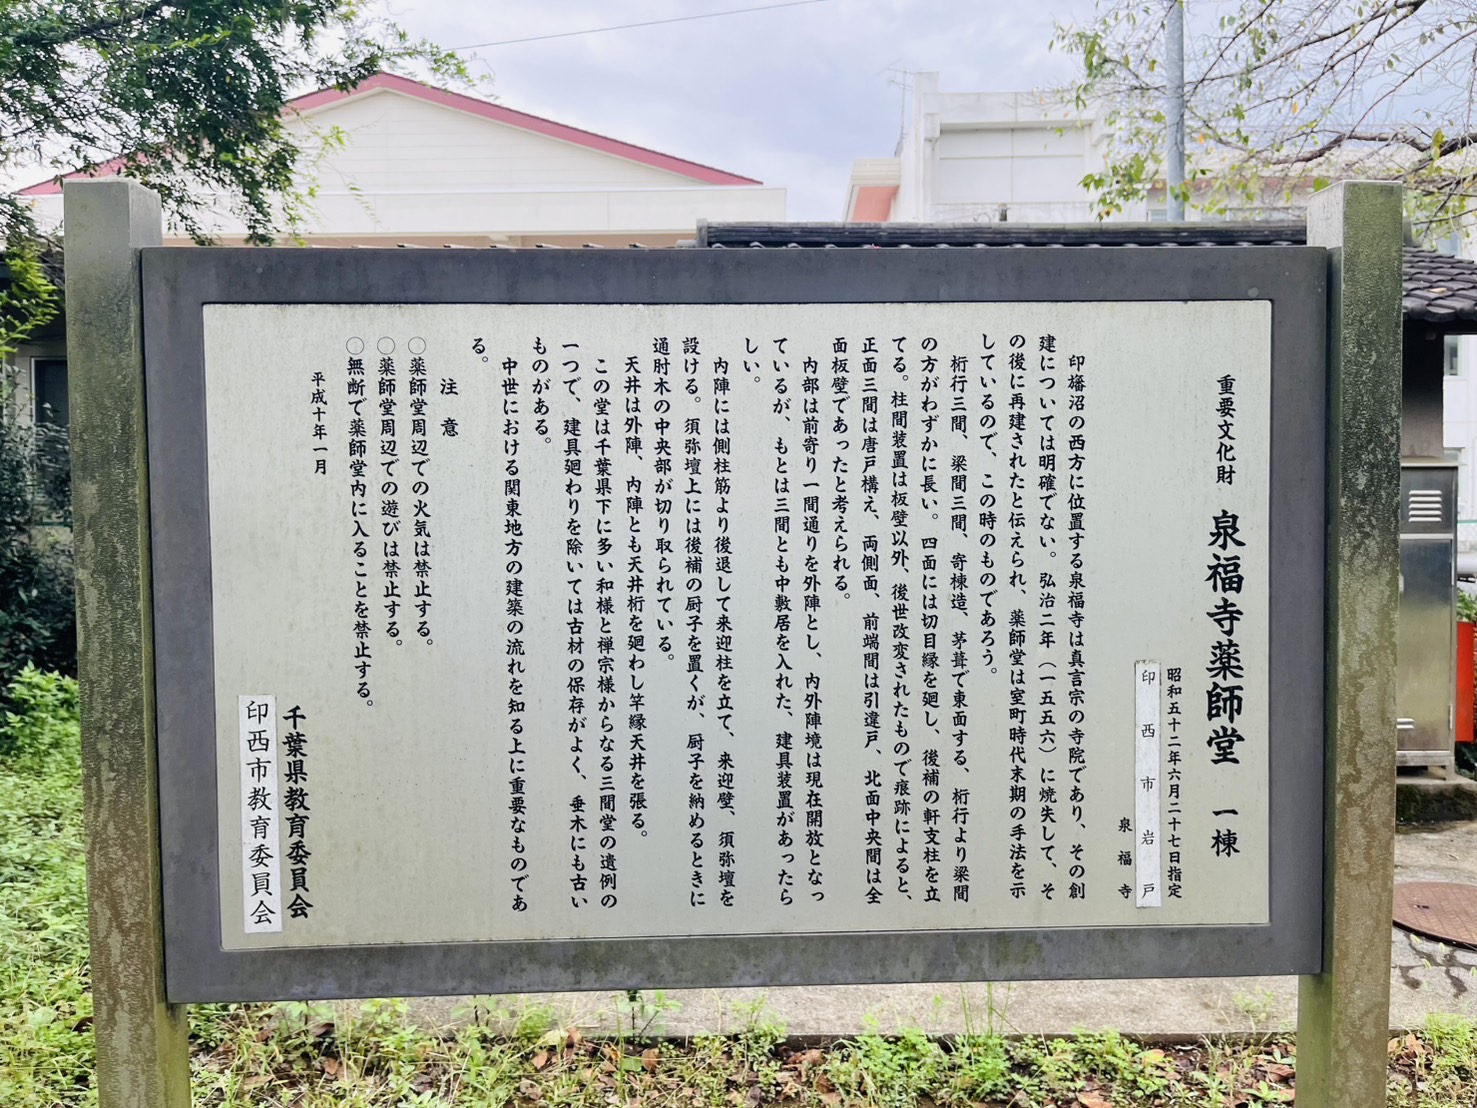 重要文化財　泉福寺薬師堂　一棟
昭和五十二年六月二十七日指定
印西市岩戸
泉福寺
印旛沼の西方に位置する泉福寺は真言宗の寺院であり、その創
建については明確でない。弘治二年（一五五六）に焼失して、そ
の後に再建されたと伝えられ、薬師堂は室町時代末期の手法を示
しているので、この時のものであろう。
桁行三間、梁間三間、寄棟造、茅葺で東面する、桁行より梁間
の方がわずかに長い。四面には切目縁を廻し、後補の軒支柱を立
てる。柱間装置は板壁以外、後世改変されたもので痕跡によると、
正面三間は唐戸構え、両側面、前端間は引違戸、北面中央間は全
面板壁であったと考えられる。
内部は前寄り一間通りを外陣とし、内外陣境は現在開放となっ
ているが、もとは三間とも中敷居を入れた、建具装置があったら
しい。
内陣には側柱筋より後退して来迎柱を立て、来迎壁、須弥壇を
設ける。須弥壇上には後補の厨子を置くが、厨子を納めるときに
通肘木の中央部が切り取られている。
天井は外陣、内陣とも天井桁を廻わし竿縁天井を張る。
この堂は千葉県下に多い和様と禅宗様からなる三間堂の遺例の
一つで、建具廻わりを除いては古材の保存がよく、垂木にも古い
ものがある。
中世における関東地方の建築の流れを知る上に重要なものであ
る。
注意
○薬師堂周辺での火気は禁止する。
○薬師堂周辺での遊びは禁止する。
○無断で薬師堂内に入ることを禁止する。
平成十年一月
千葉県教育委員会
印西市教育委員会